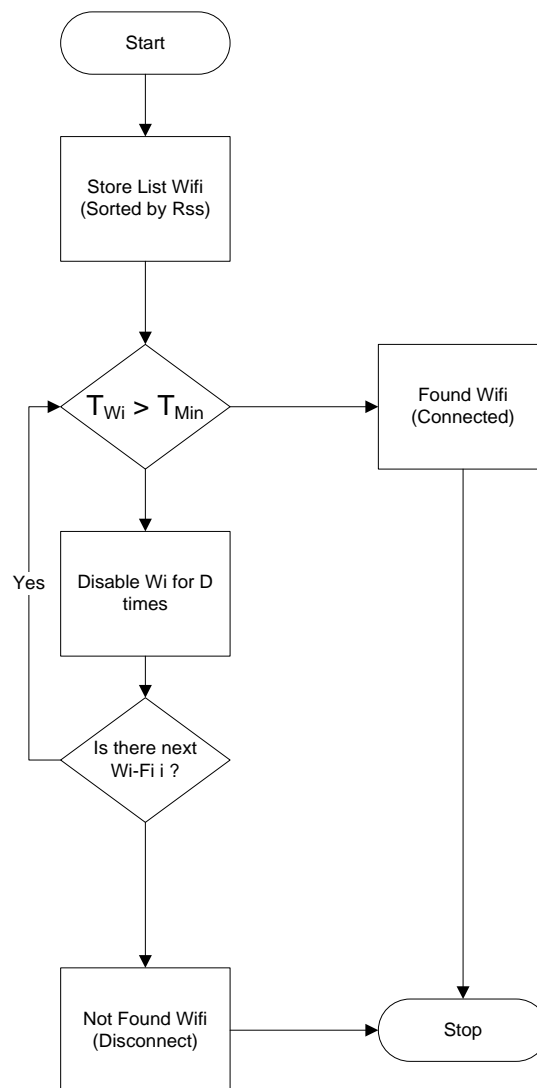 Start
Store List Wifi
(Sorted by Rss)
TWi > TMin
Found Wifi
(Connected)
Disable Wi for D
times
Yes
Is there next
Wi-Fi i ?
Not Found Wifi
(Disconnect)
Stop